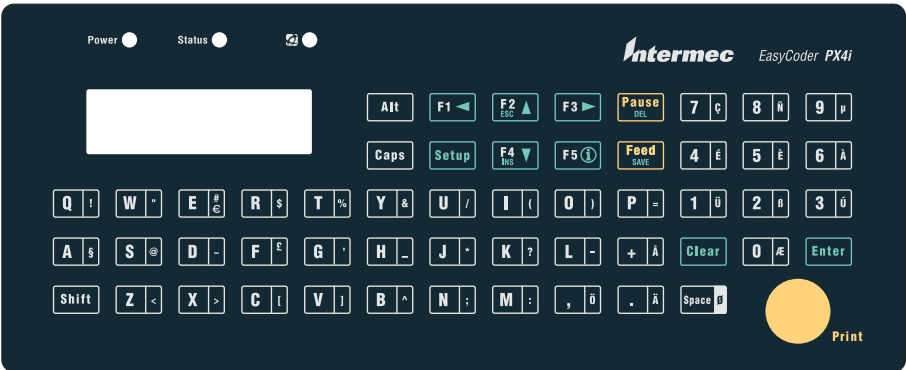 Power Status
Intermec EasyCoder PX4i
Alt F1 ◄ F2 ESC ▲ F3 ► Pause DEL 7 Ç 8 Ñ 9 µ
Caps Setup F4 INS ▼ F5 ⓘ Feed SAVE 4 É 5 È 6 À
Q ! W " E # € R $ T % Y & U / I ( O ) P = 1 Ü 2 ß 3 Ú
A § S @ D ~ F £ G ' H _ J * K ? L - + Å Clear 0 Æ Enter
Shift Z < X > C [ V ] B ^ N ; M : , Ö . Ä Space Ø
Print